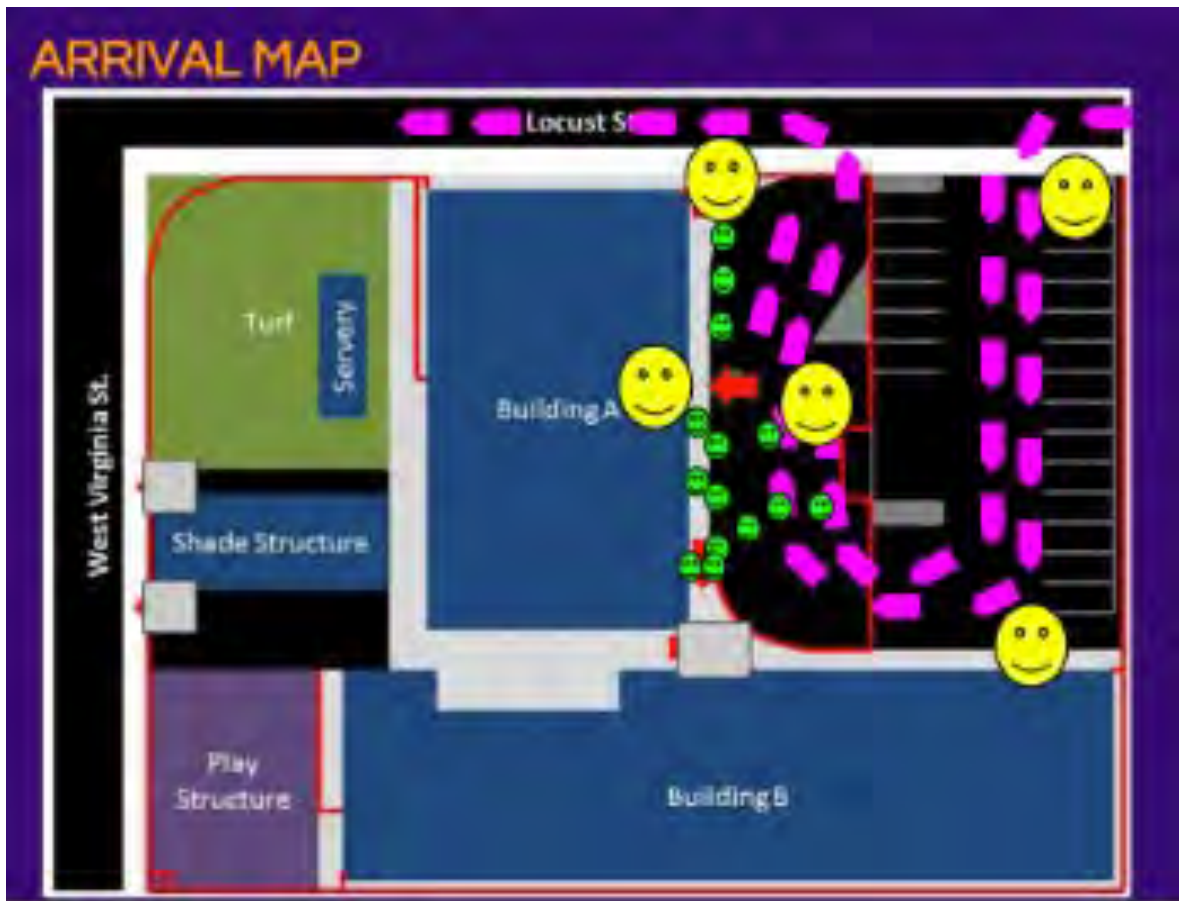 ARRIVAL MAP
Locust St
Turf
Servery
Building A
West Virginia St.
Shade Structure
Play
Structure
Building B